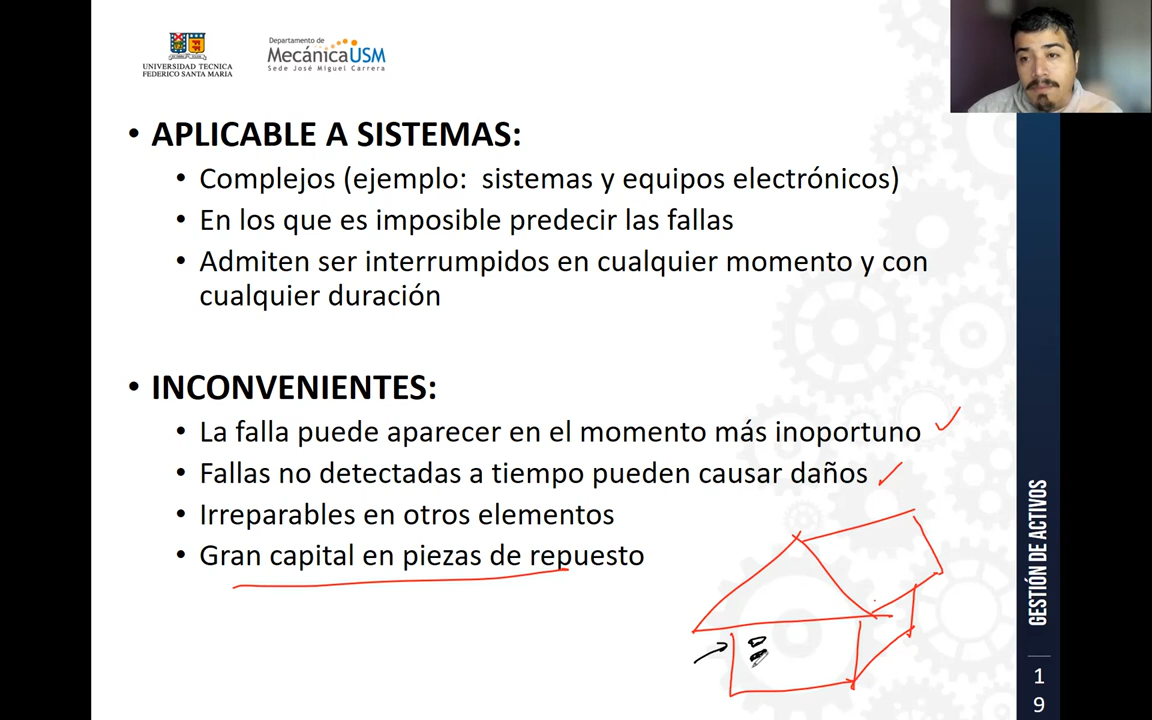 UNIVERSIDAD TECNICA
FEDERICO SANTA MARIA
Departamento de
MecánicaUSM
Sede José Miguel Carrera
• APLICABLE A SISTEMAS:
• Complejos (ejemplo: sistemas y equipos electrónicos)
• En los que es imposible predecir las fallas
• Admiten ser interrumpidos en cualquier momento y con
cualquier duración
• INCONVENIENTES:
• La falla puede aparecer en el momento más inoportuno
• Fallas no detectadas a tiempo pueden causar daños
• Irreparables en otros elementos
• Gran capital en piezas de repuesto
GESTIÓN DE ACTIVOS
1
9